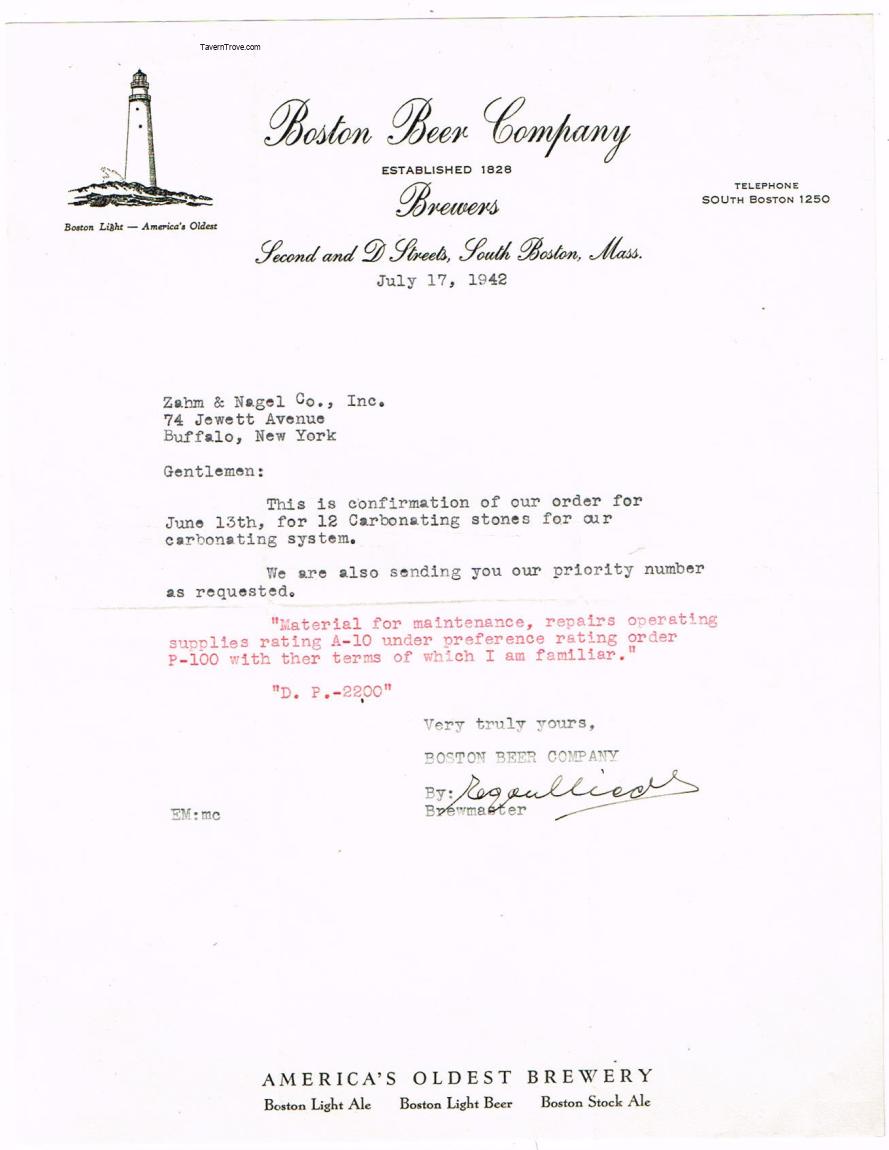 TavernTrove.com
Boston Beer Company
ESTABLISHED 1828
Brewers
TELEPHONE
SOUTH BOSTON 1250
Boston Light — America's Oldest
Second and D Streets, South Boston, Mass.
July 17, 1942
Zahm & Nagel Co., Inc.
74 Jewett Avenue
Buffalo, New York
Gentlemen:
This is confirmation of our order for
June 13th, for 12 Carbonating stones for our
carbonating system.
We are also sending you our priority number
as requested.
"Material for maintenance, repairs operating
supplies rating A-10 under preference rating order
P-100 with ther terms of which I am familiar."
"D. P.-2200"
Very truly yours,
BOSTON BEER COMPANY
By:
Brewmaster
EM:mc
AMERICA'S OLDEST BREWERY
Boston Light Ale Boston Light Beer Boston Stock Ale